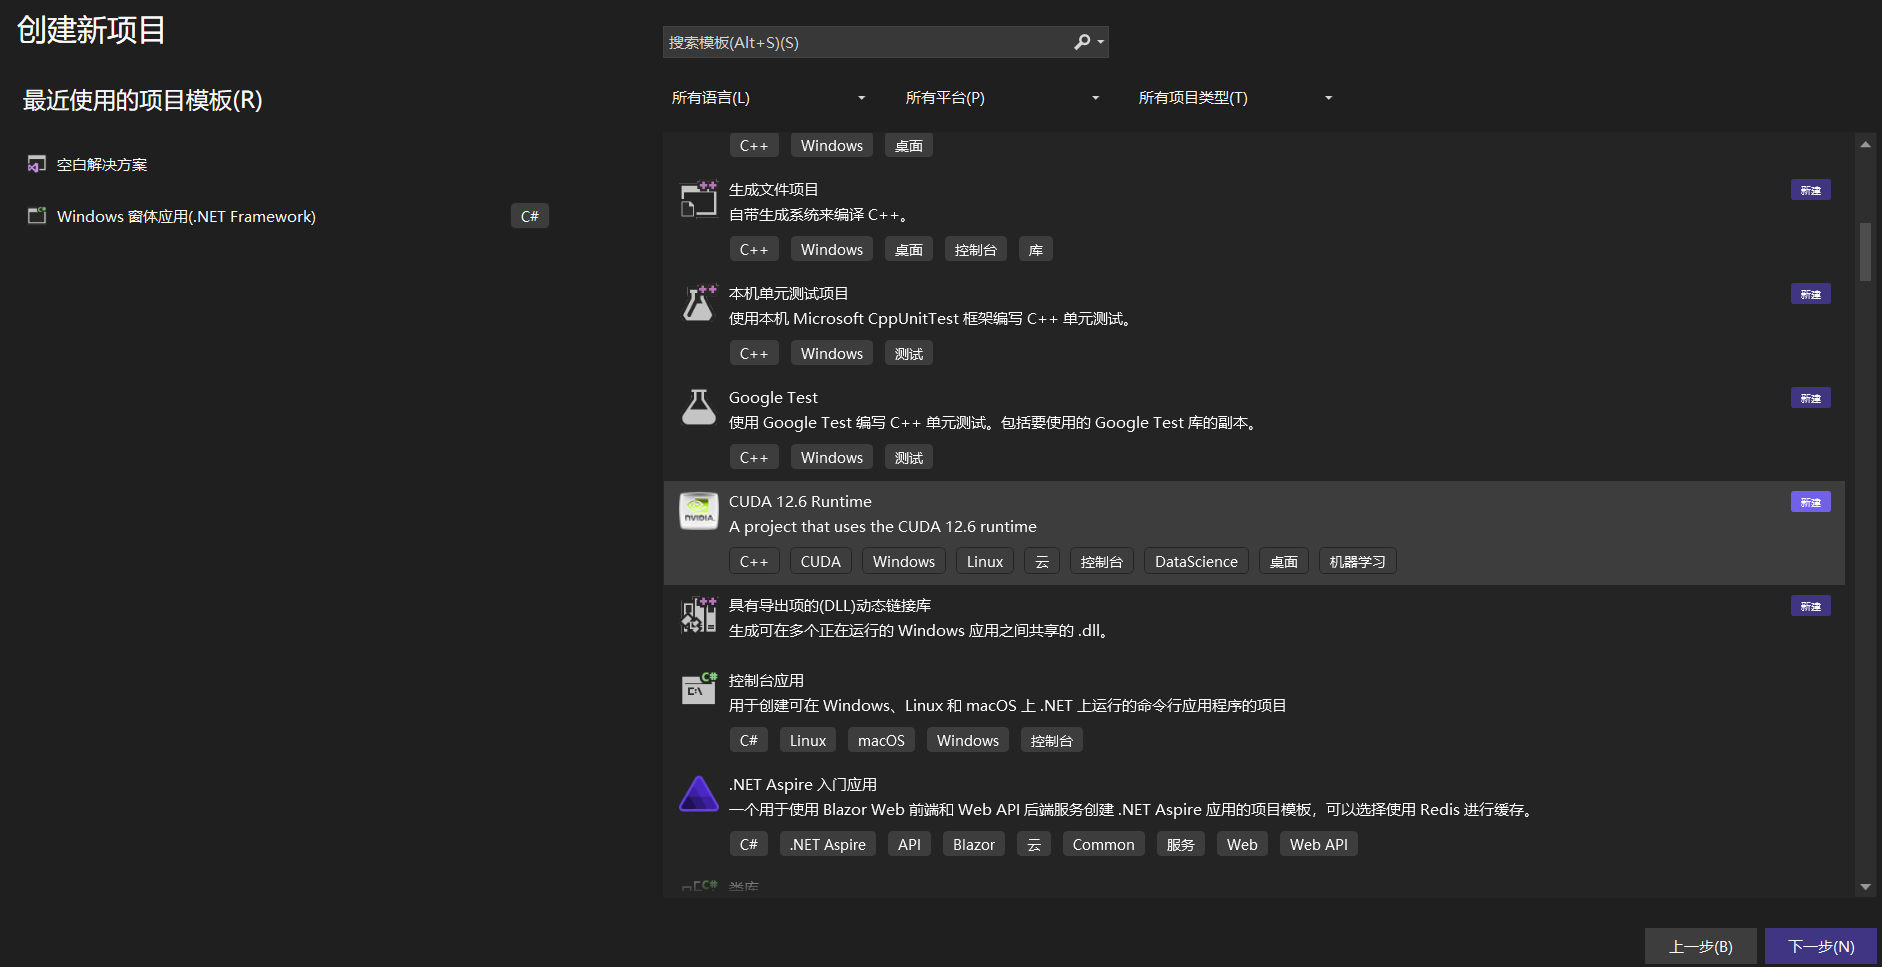 创建新项目
最近使用的项目模板(R)
空白解决方案
Windows 窗体应用(.NET Framework) C#
搜索模板(Alt+S)(S)
所有语言(L) 所有平台(P) 所有项目类型(T)
C++ Windows 桌面
生成文件项目 新建
自带生成系统来编译 C++。
C++ Windows 桌面 控制台 库
本机单元测试项目 新建
使用本机 Microsoft CppUnitTest 框架编写 C++ 单元测试。
C++ Windows 测试
Google Test 新建
使用 Google Test 编写 C++ 单元测试。包括要使用的 Google Test 库的副本。
C++ Windows 测试
CUDA 12.6 Runtime 新建
NVIDIA.
A project that uses the CUDA 12.6 runtime
C++ CUDA Windows Linux 云 控制台 DataScience 桌面 机器学习
具有导出项的(DLL)动态链接库 新建
生成可在多个正在运行的 Windows 应用之间共享的 .dll。
控制台应用
用于创建可在 Windows、Linux 和 macOS 上 .NET 上运行的命令行应用程序的项目
C# Linux macOS Windows 控制台
.NET Aspire 入门应用
一个用于使用 Blazor Web 前端和 Web API 后端服务创建 .NET Aspire 应用的项目模板，可以选择使用 Redis 进行缓存。
C# .NET Aspire API Blazor 云 Common 服务 Web Web API
类库
上一步(B) 下一步(N)